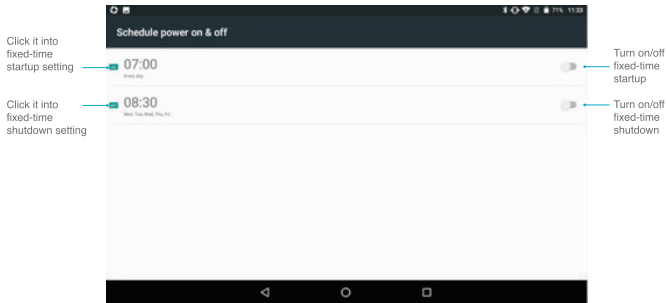 71% 11:33
Schedule power on & off
Click it into
fixed-time
startup setting
07:00
Every day
Turn on/off
fixed-time
startup
Click it into
fixed-time
shutdown setting
08:30
Mon, Tue, Wed, Thu, Fri
Turn on/off
fixed-time
shutdown